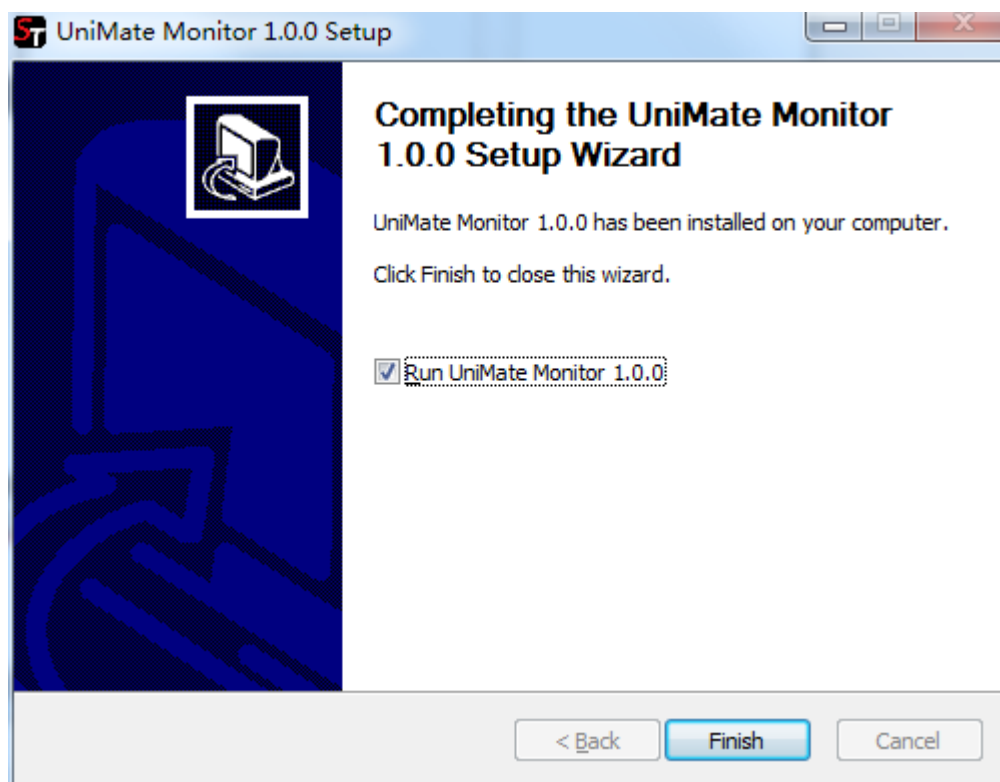 ST UniMate Monitor 1.0.0 Setup
Completing the UniMate Monitor
1.0.0 Setup Wizard
UniMate Monitor 1.0.0 has been installed on your computer.
Click Finish to close this wizard.
Run UniMate Monitor 1.0.0
< Back Finish Cancel